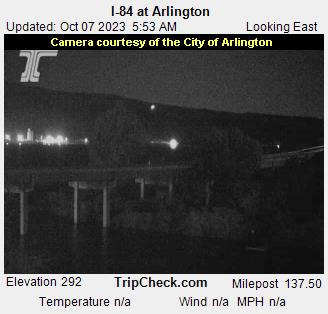 I-84 at Arlington
Updated: Oct 07 2023 5:53 AM Looking East
Camera courtesy of the City of Arlington
Elevation 292 TripCheck.com Milepost 137.50
Temperature n/a Wind n/a MPH n/a